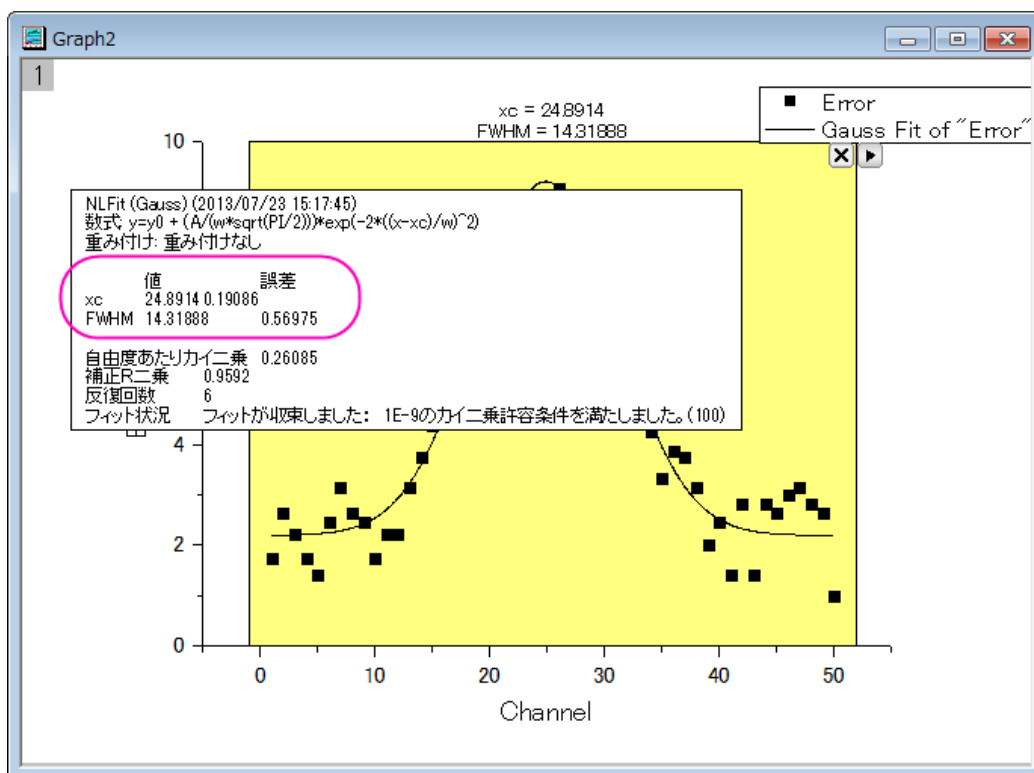 Graph2
1
xc = 24.8914
FWHM = 14.31888
Error
Gauss Fit of "Error"
10
NLFit (Gauss) (2013/07/23 15:17:45)
数式 y=y0 + (A/(w*sqrt(PI/2)))*exp(-2*((x-xc)/w)^2)
重み付け: 重み付けなし
値 誤差
xc 24.8914 0.19086
FWHM 14.31888 0.56975
自由度あたりカイ二乗 0.26085
補正R二乗 0.9592
反復回数 6
フィット状況 フィットが収束しました: 1E-9のカイ二乗許容条件を満たしました。(100)
4
2
0
0 10 20 30 40 50
Channel